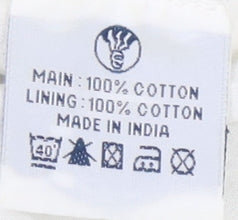 MAIN : 100% COTTON
LINING : 100% COTTON
MADE IN INDIA
40°